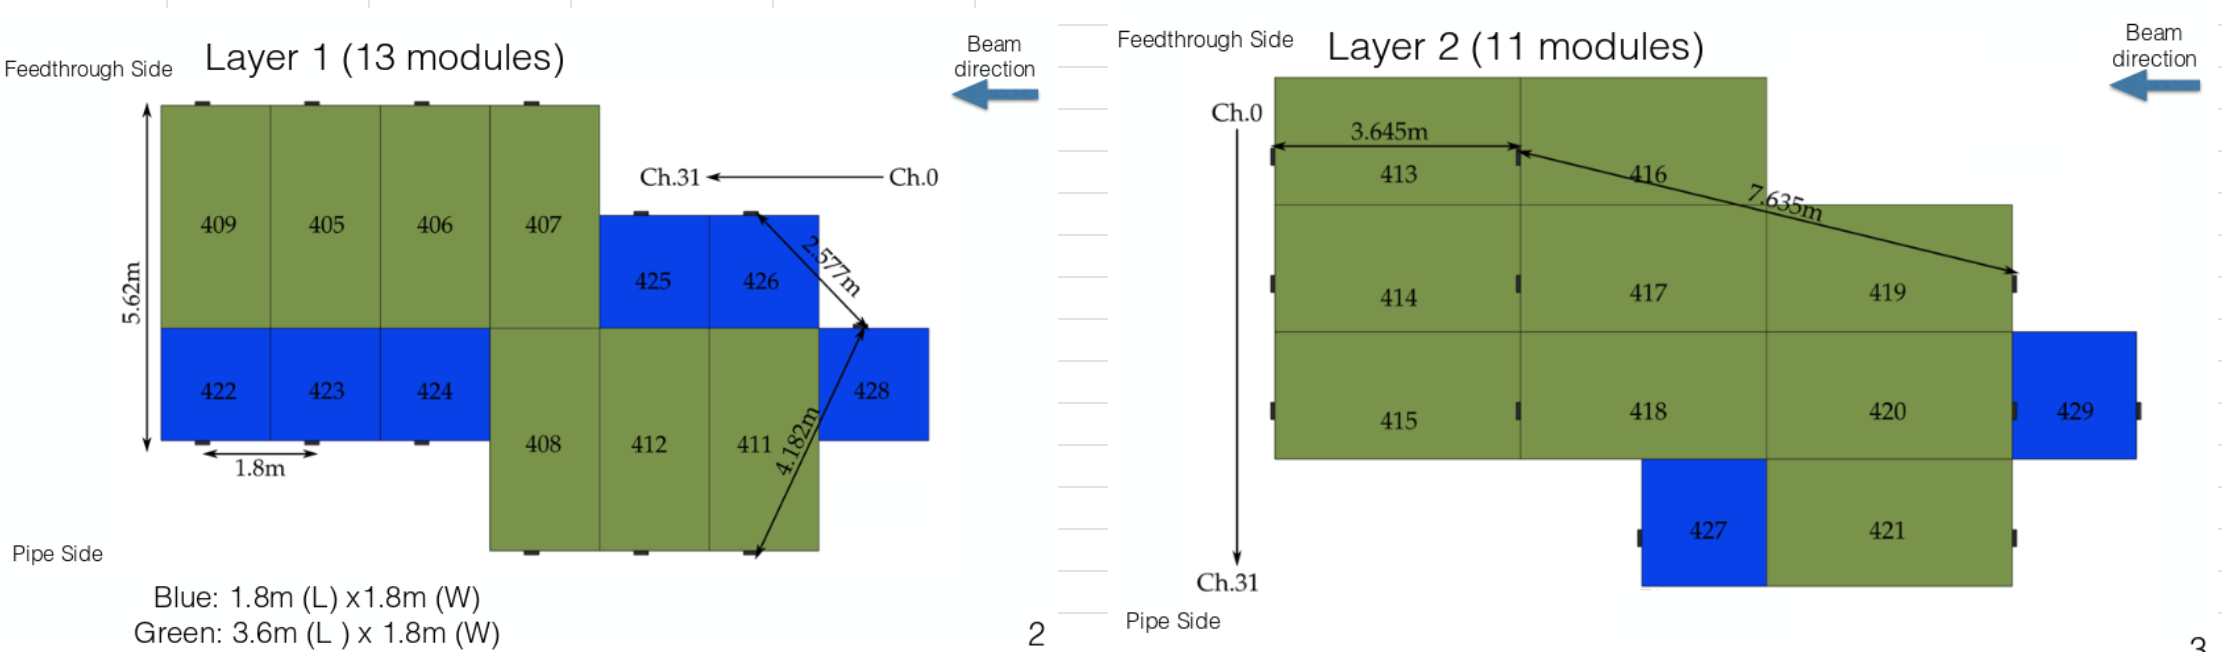 Feedthrough Side
Layer 1 (13 modules)
Beam
direction
Ch.31
Ch.0
409
405
406
407
425
426
2.577m
5.62m
422
423
424
428
408
412
411
4.182m
1.8m
Pipe Side
Blue: 1.8m (L) x1.8m (W)
Green: 3.6m (L ) x 1.8m (W)
2
Feedthrough Side
Layer 2 (11 modules)
Beam
direction
Ch.0
3.645m
413
416
7.635m
414
417
419
415
418
420
429
427
421
Ch.31
Pipe Side
3